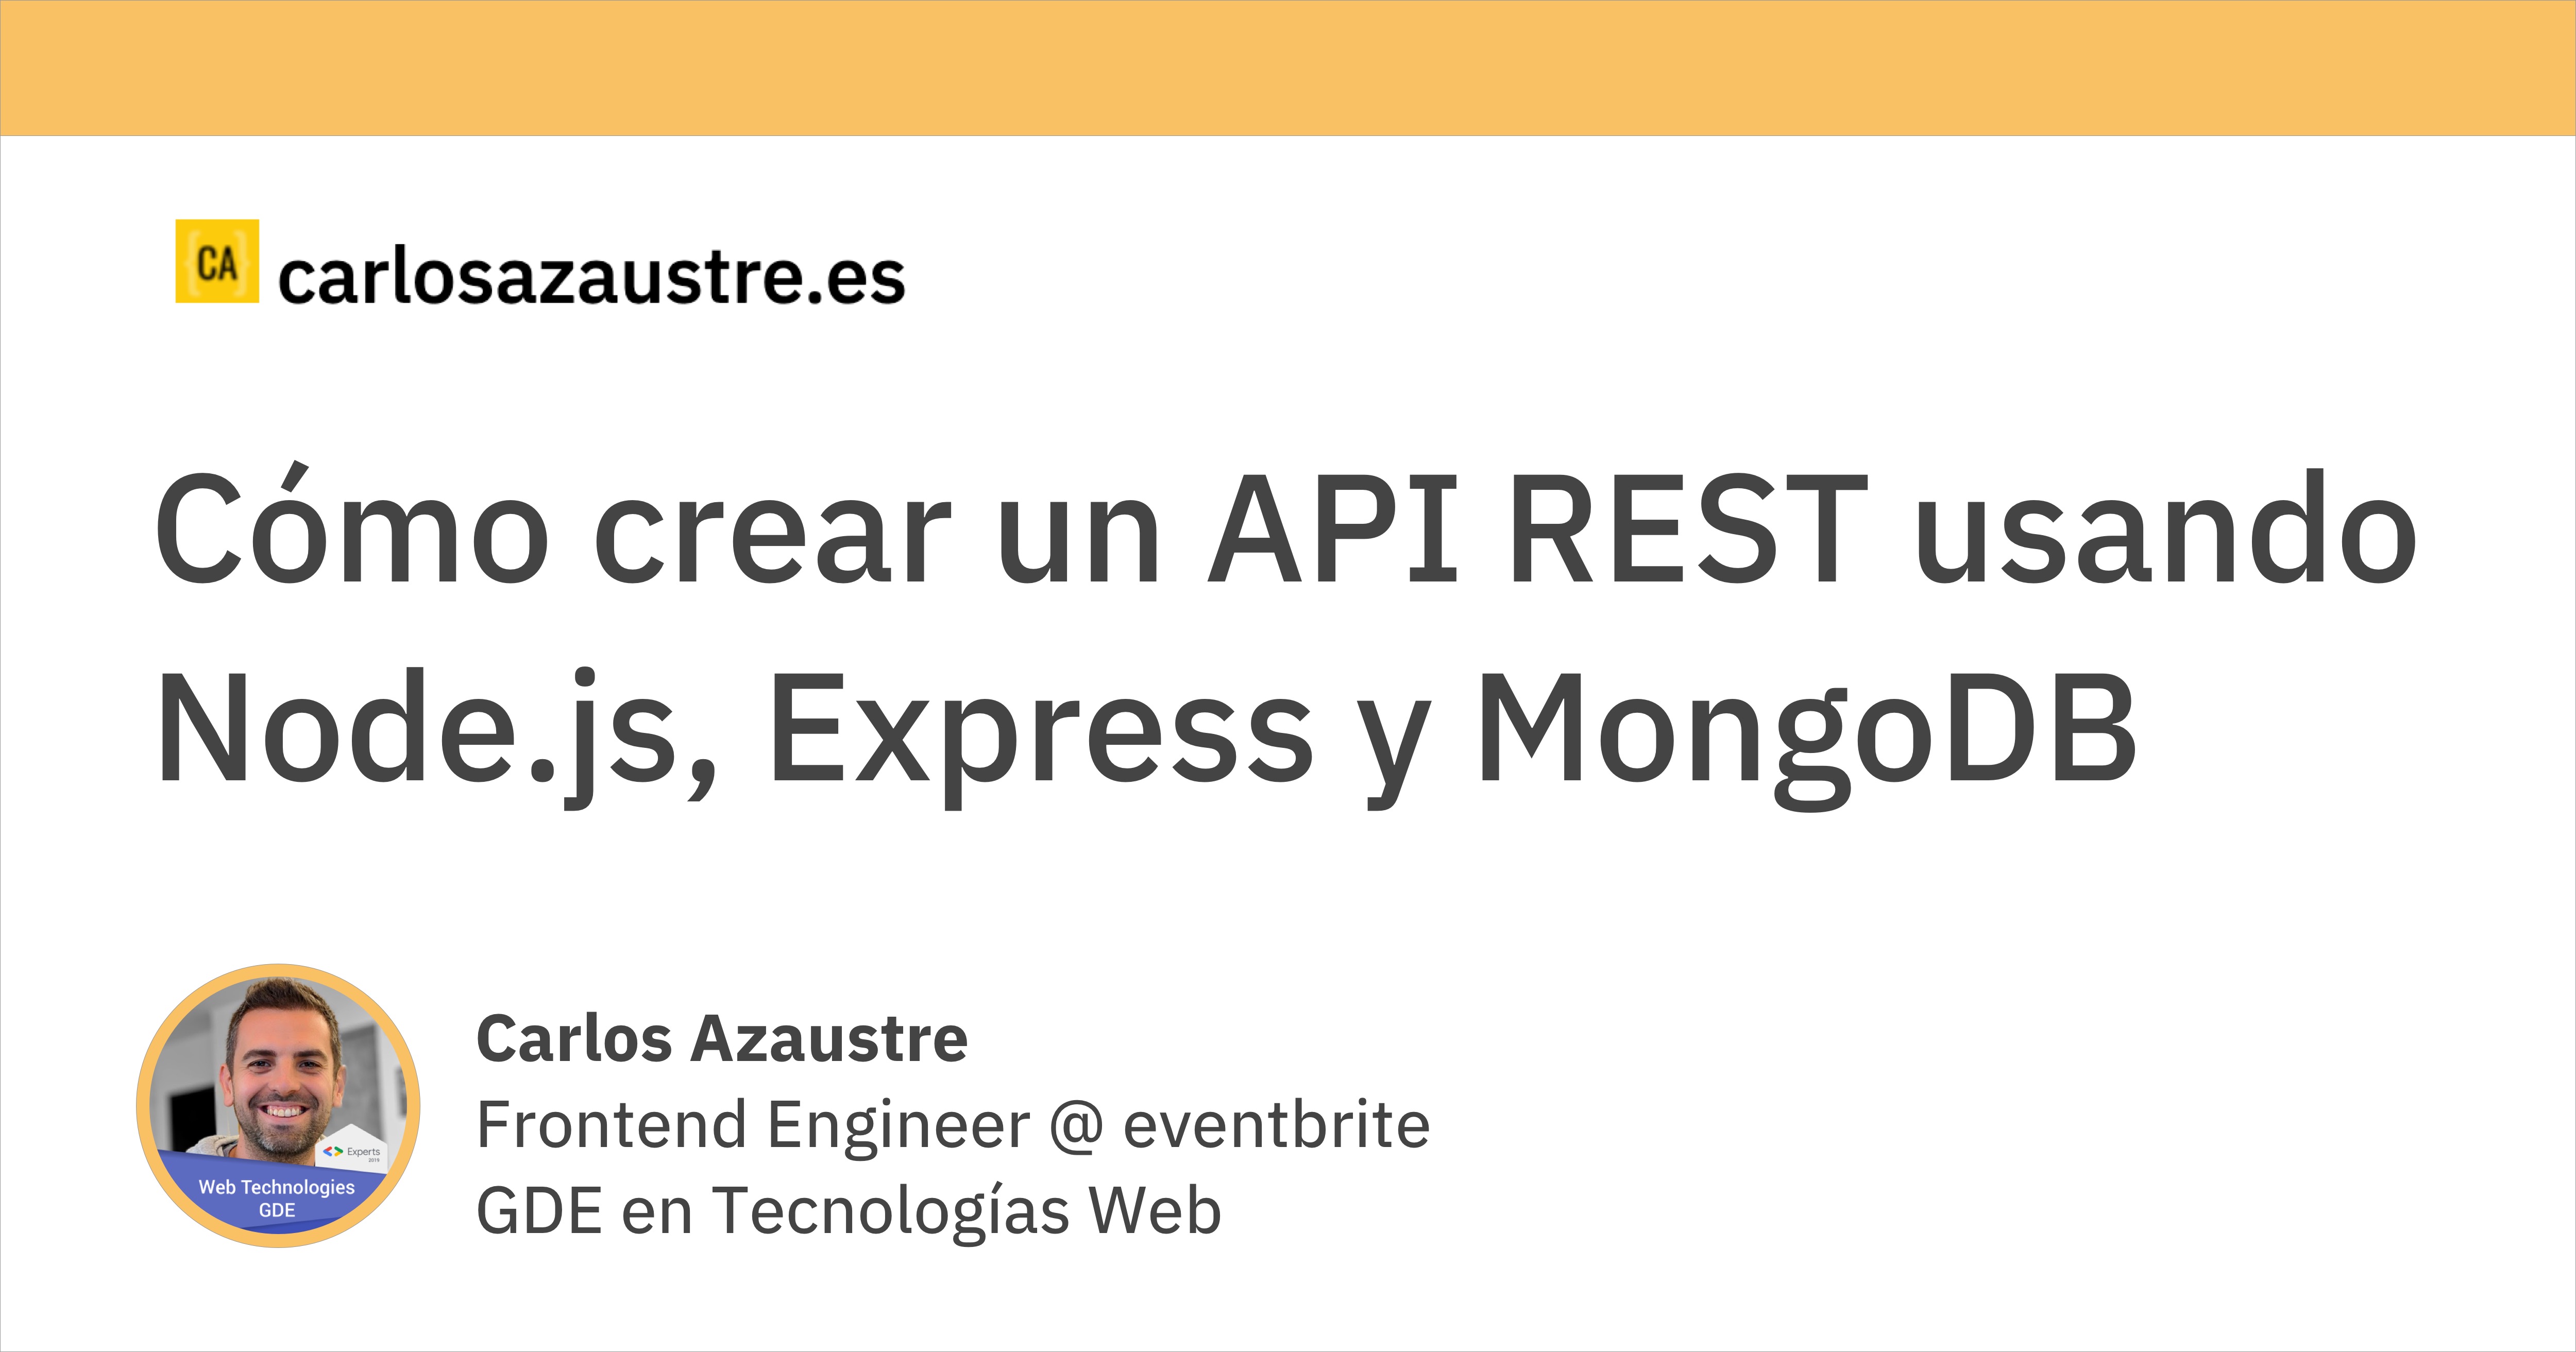 {CA} carlosazaustre.es
Cómo crear un API REST usando
Node.js, Express y MongoDB
Carlos Azaustre
Frontend Engineer @ eventbrite
GDE en Tecnologías Web
Experts
2019
Web Technologies
GDE